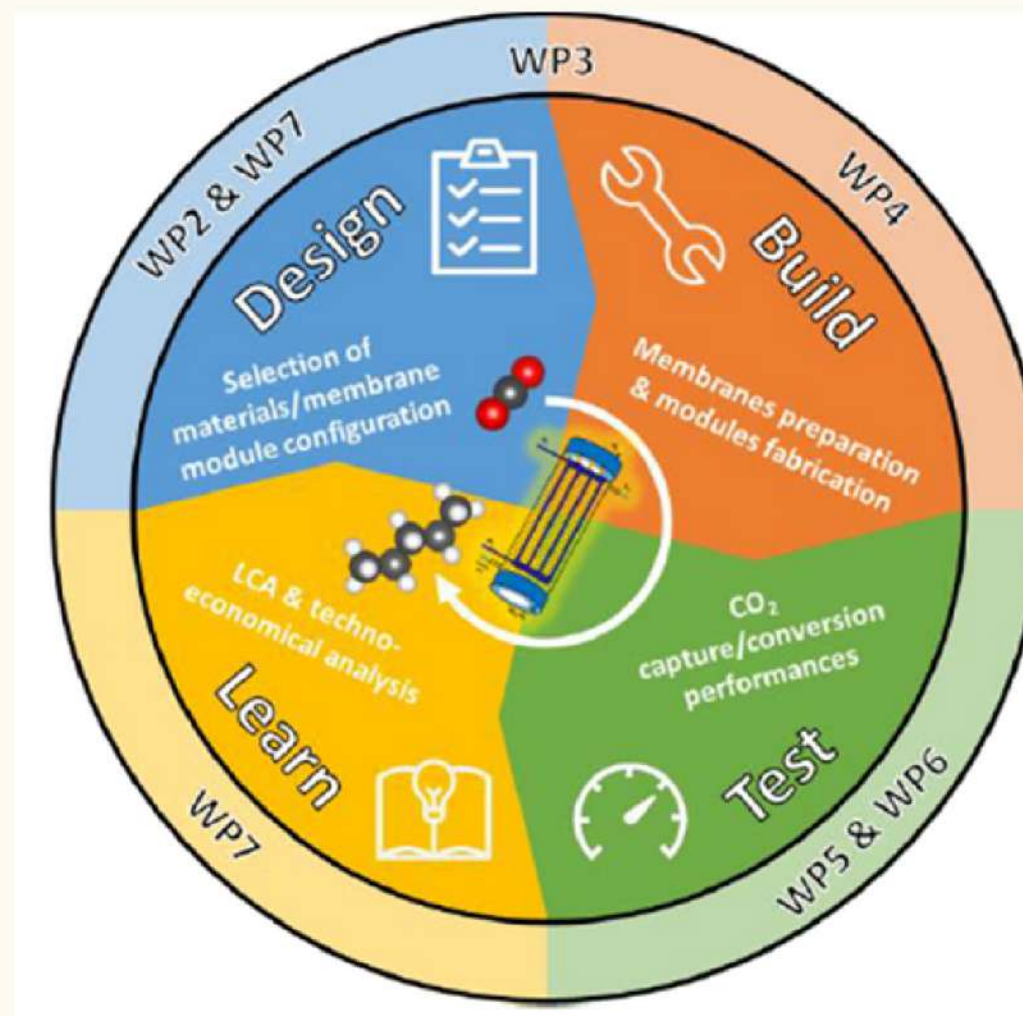 WP3
WP2 & WP7
WP4
Design
Build
Selection of
materials/membrane
module configuration
Membranes preparation
& modules fabrication
LCA & techno-
economical analysis
CO₂
capture/conversion
performances
Learn
Test
WP7
WP5 & WP6